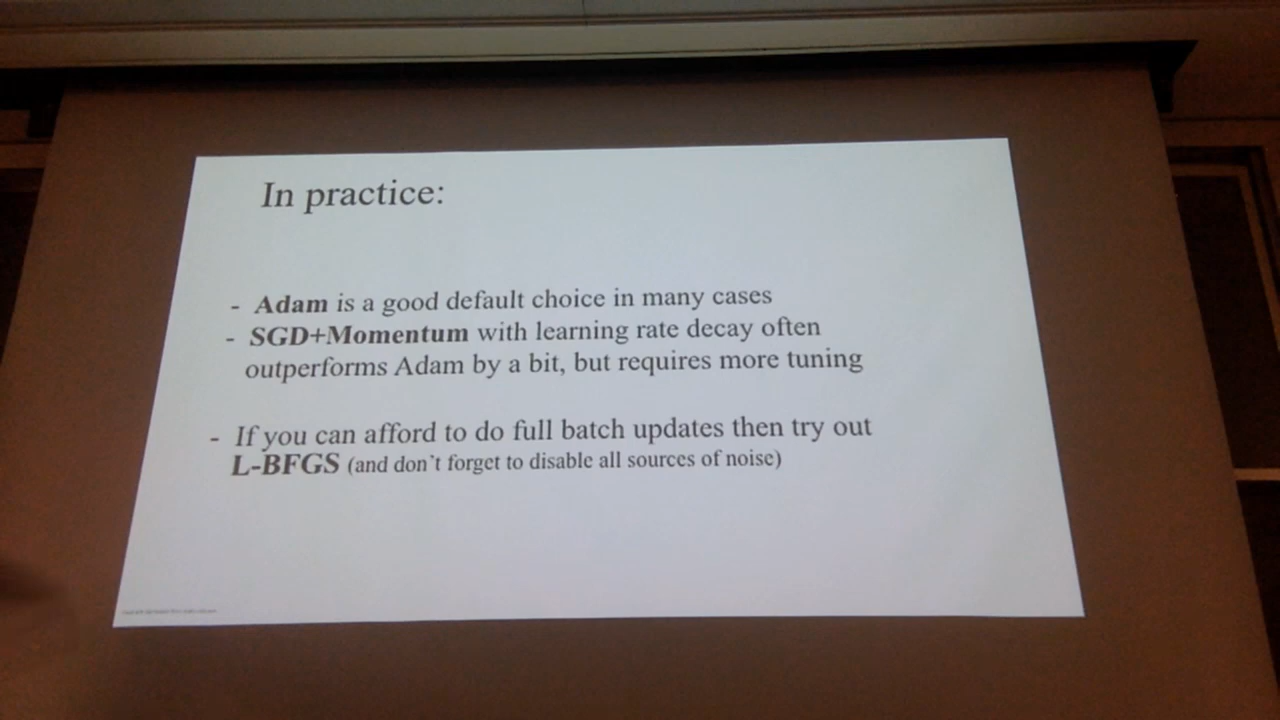 In practice:
- Adam is a good default choice in many cases
- SGD+Momentum with learning rate decay often
outperforms Adam by a bit, but requires more tuning
- If you can afford to do full batch updates then try out
L-BFGS (and don't forget to disable all sources of noise)